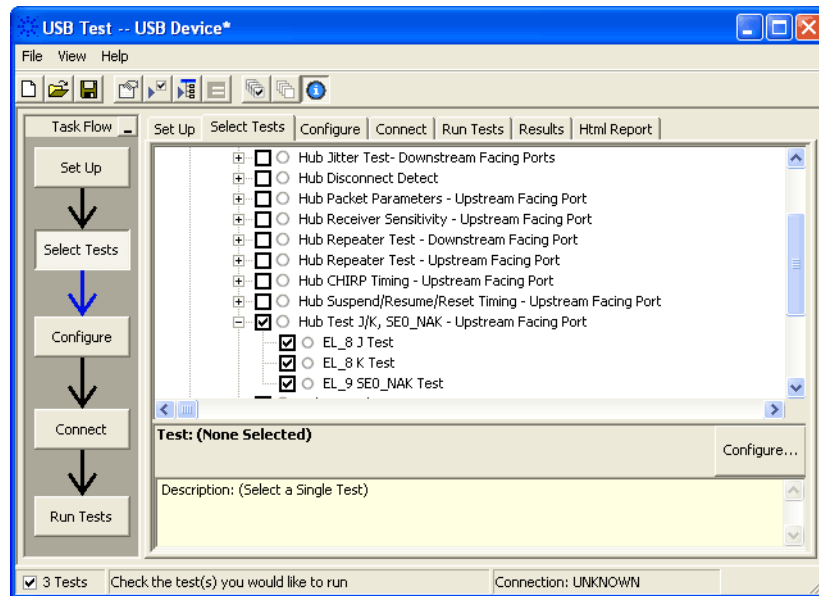 USB Test -- USB Device*
File View Help
Task Flow
Set Up
Select Tests
Configure
Connect
Run Tests
Set Up Select Tests Configure Connect Run Tests Results Html Report
Hub Jitter Test- Downstream Facing Ports
Hub Disconnect Detect
Hub Packet Parameters - Upstream Facing Port
Hub Receiver Sensitivity - Upstream Facing Port
Hub Repeater Test - Downstream Facing Port
Hub Repeater Test - Upstream Facing Port
Hub CHIRP Timing - Upstream Facing Port
Hub Suspend/Resume/Reset Timing - Upstream Facing Port
Hub Test J/K, SE0_NAK - Upstream Facing Port
EL_8 J Test
EL_8 K Test
EL_9 SE0_NAK Test
Test: (None Selected)
Configure...
Description: (Select a Single Test)
3 Tests Check the test(s) you would like to run Connection: UNKNOWN